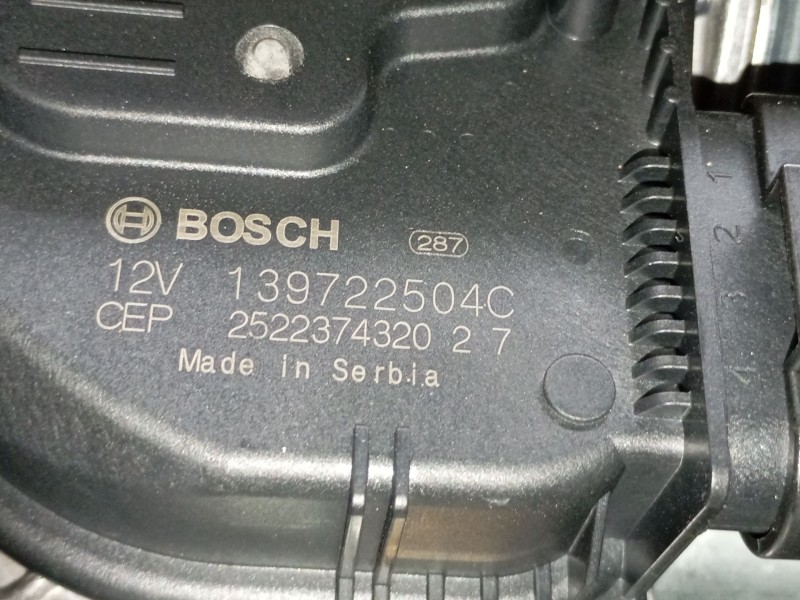 BOSCH 287
12V 139722504C
CEP 2522374320 2 7
Made in Serbia
1
2
3
4